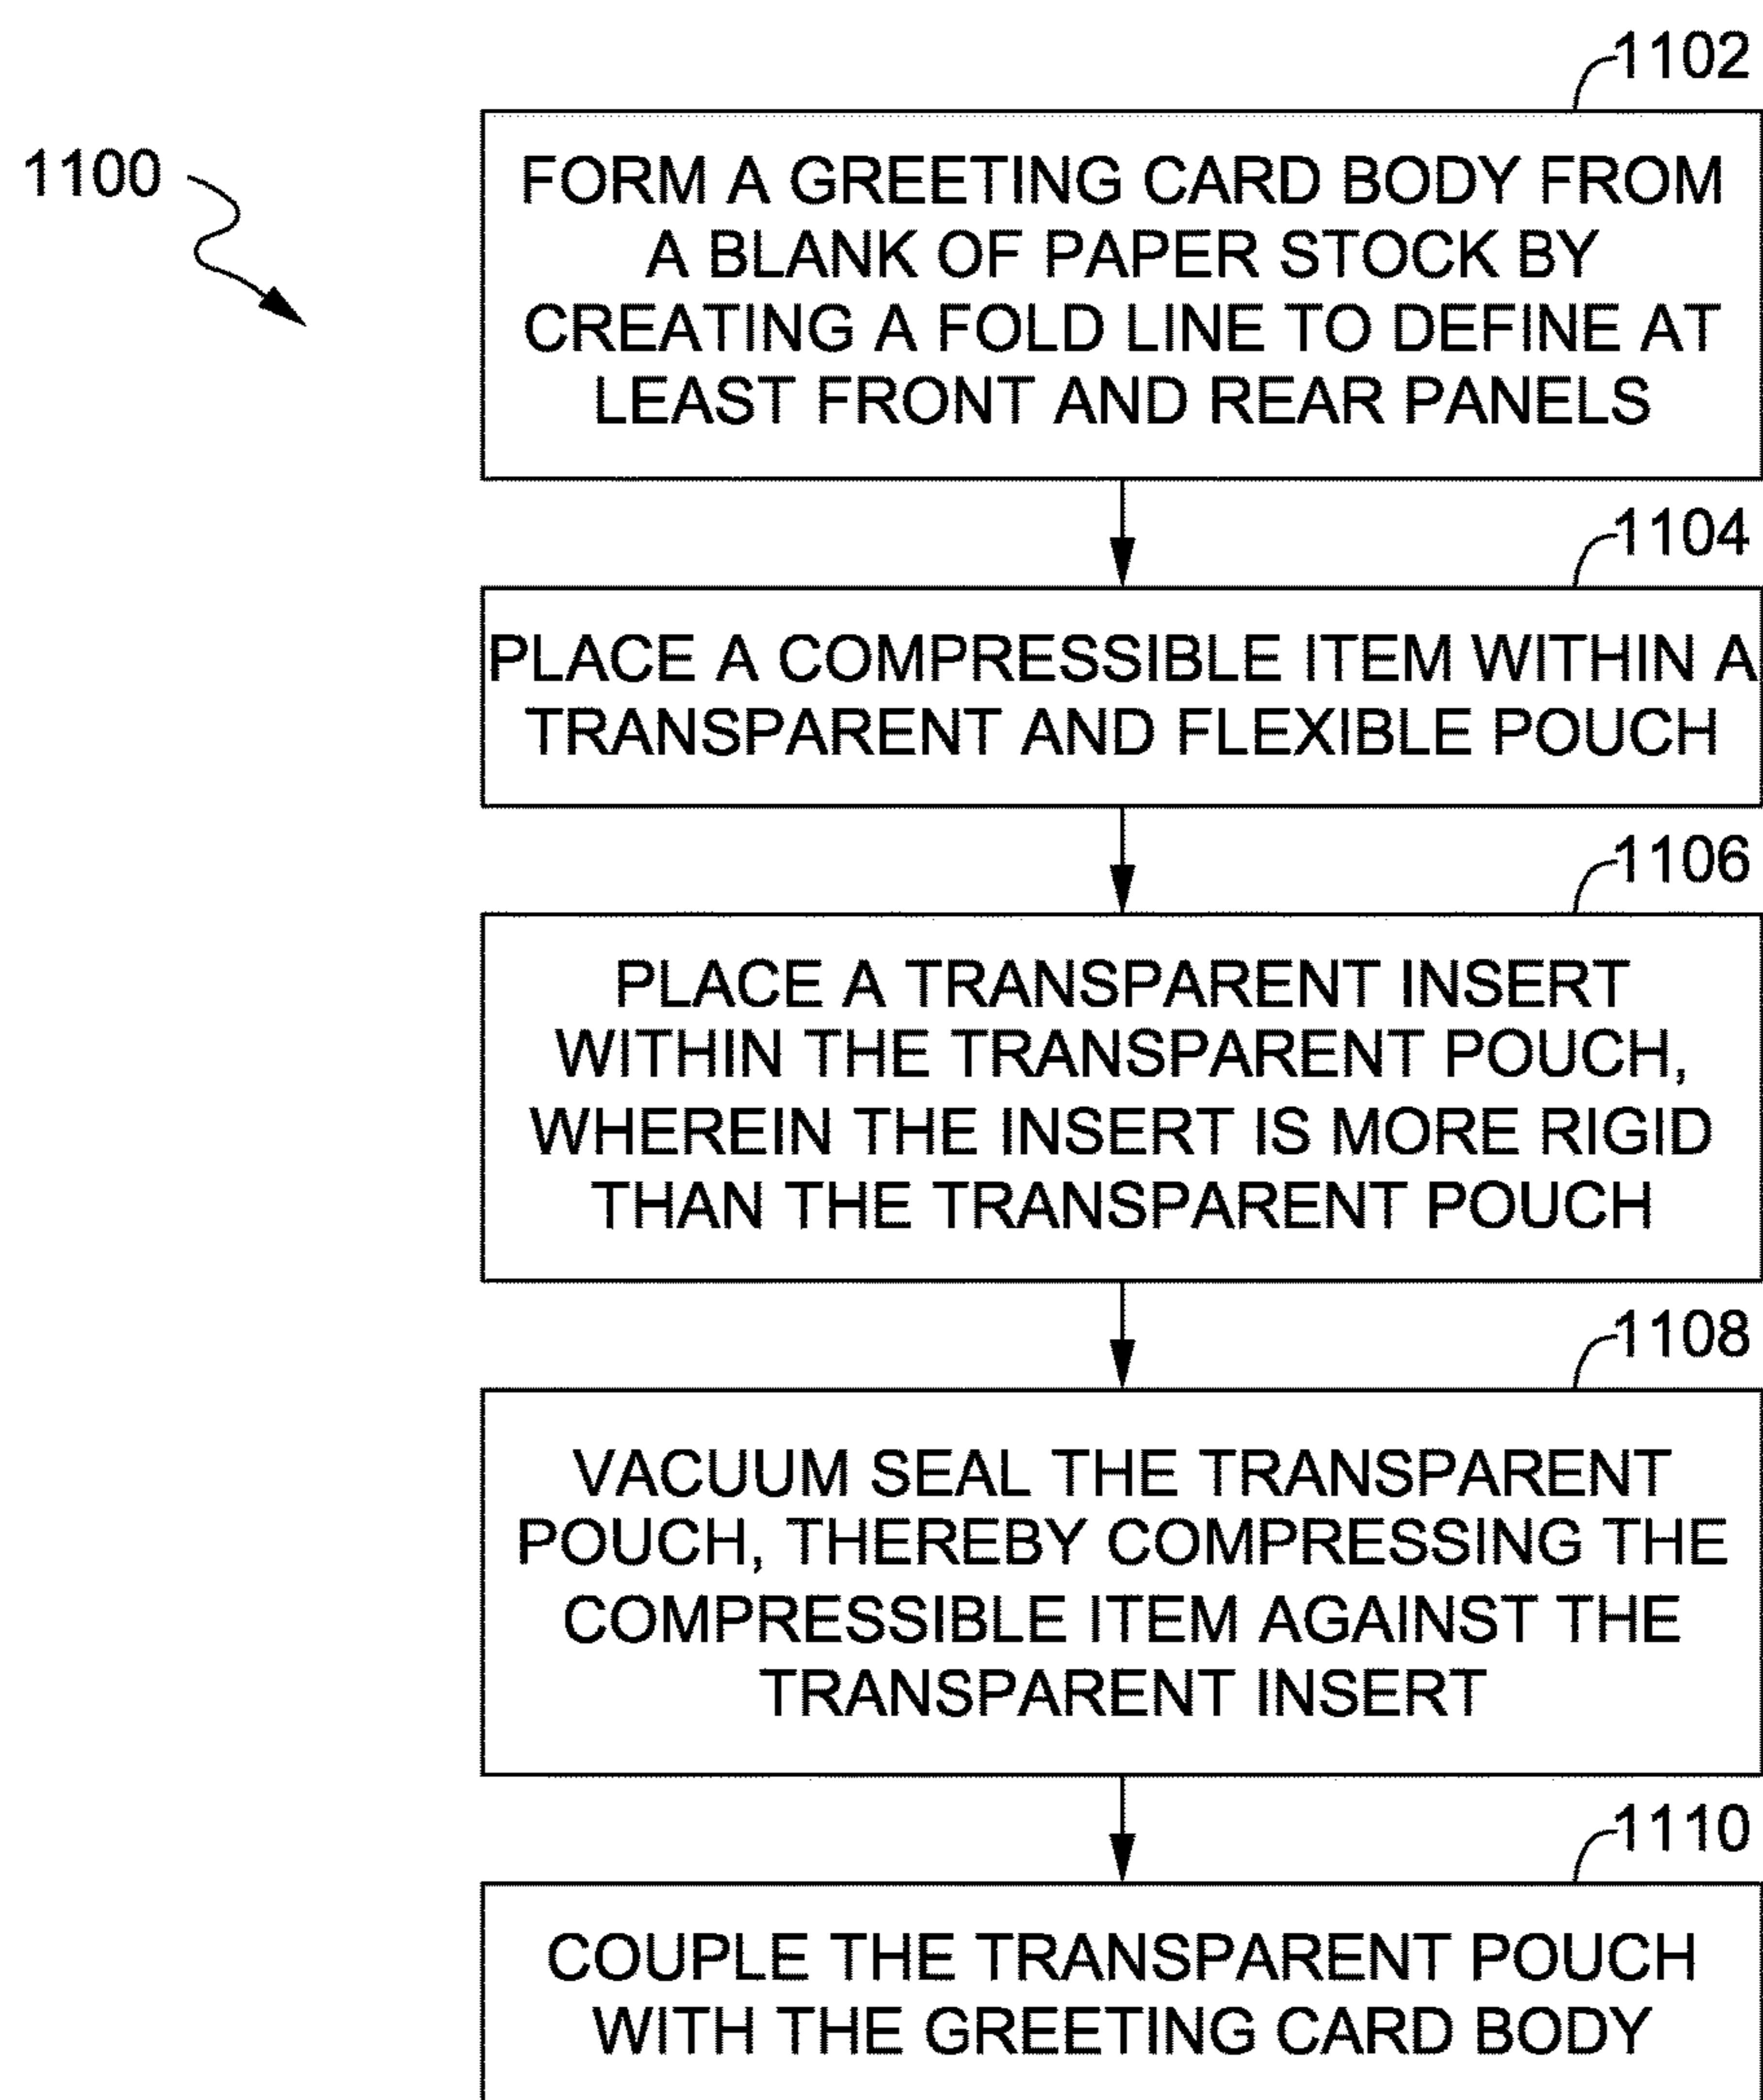 1100
1102
FORM A GREETING CARD BODY FROM
A BLANK OF PAPER STOCK BY
CREATING A FOLD LINE TO DEFINE AT
LEAST FRONT AND REAR PANELS
1104
PLACE A COMPRESSIBLE ITEM WITHIN A
TRANSPARENT AND FLEXIBLE POUCH
1106
PLACE A TRANSPARENT INSERT
WITHIN THE TRANSPARENT POUCH,
WHEREIN THE INSERT IS MORE RIGID
THAN THE TRANSPARENT POUCH
1108
VACUUM SEAL THE TRANSPARENT
POUCH, THEREBY COMPRESSING THE
COMPRESSIBLE ITEM AGAINST THE
TRANSPARENT INSERT
1110
COUPLE THE TRANSPARENT POUCH
WITH THE GREETING CARD BODY